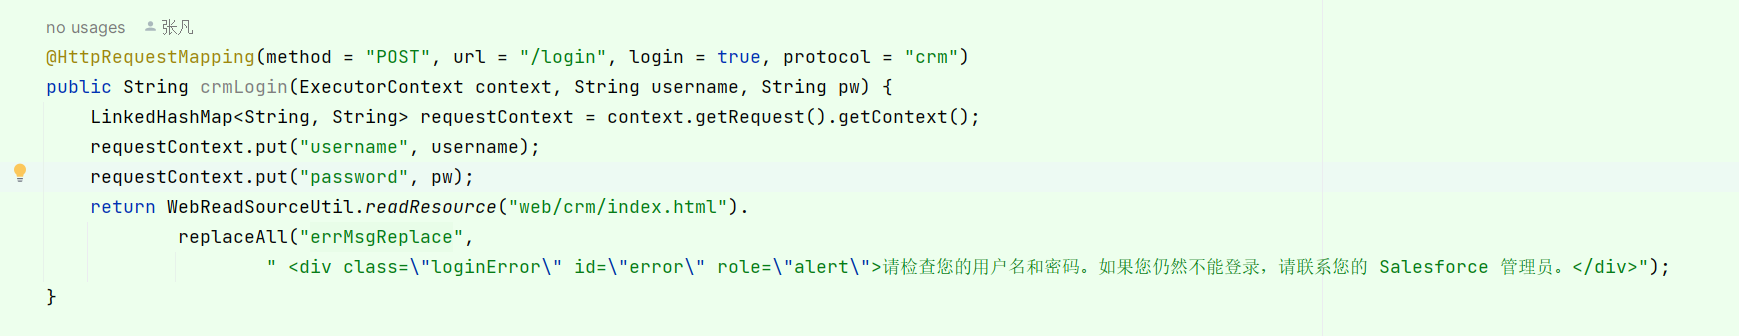 no usages 张凡
@HttpRequestMapping(method = "POST", url = "/login", login = true, protocol = "crm")
public String crmLogin(ExecutorContext context, String username, String pw) {
LinkedHashMap<String, String> requestContext = context.getRequest().getContext();
requestContext.put("username", username);
requestContext.put("password", pw);
return WebReadSourceUtil.readResource("web/crm/index.html").
replaceAll("errMsgReplace",
" <div class=\"loginError\" id=\"error\" role=\"alert\">请检查您的用户名和密码。如果您仍然不能登录，请联系您的 Salesforce 管理员。</div>");
}